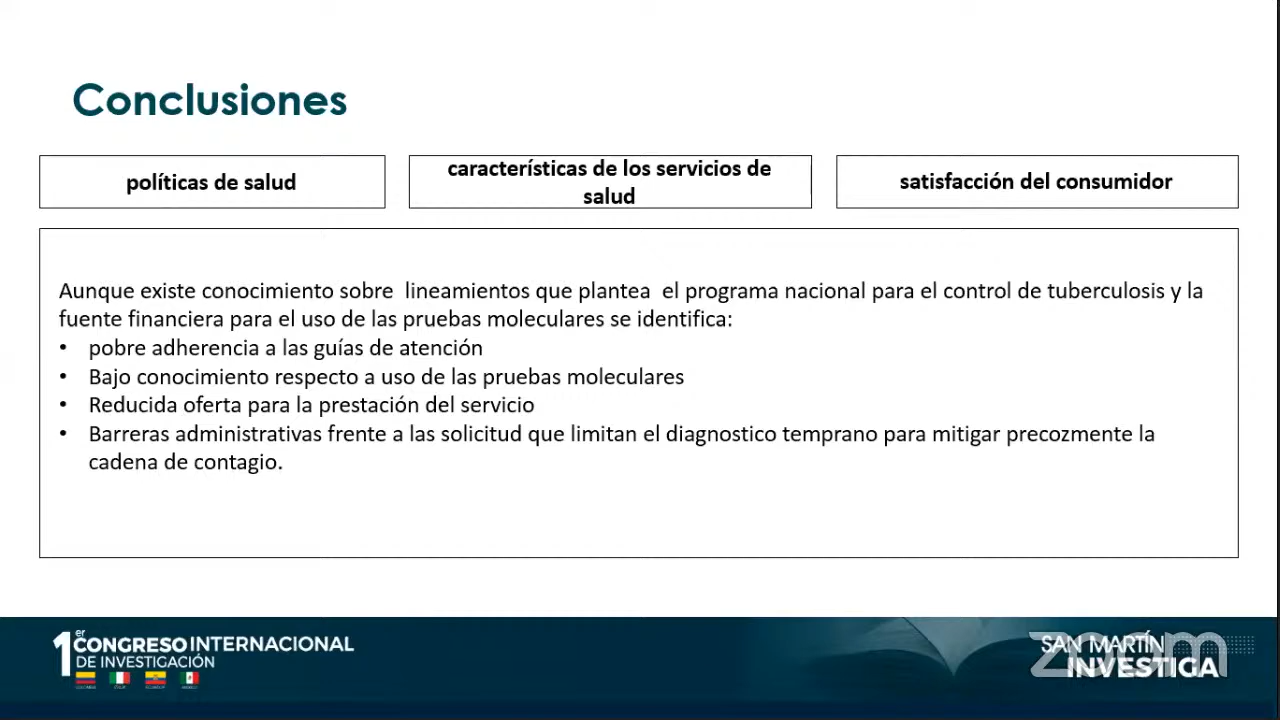 Conclusiones
políticas de salud
características de los servicios de
salud
satisfacción del consumidor
Aunque existe conocimiento sobre lineamientos que plantea el programa nacional para el control de tuberculosis y la
fuente financiera para el uso de las pruebas moleculares se identifica:
• pobre adherencia a las guías de atención
• Bajo conocimiento respecto a uso de las pruebas moleculares
• Reducida oferta para la prestación del servicio
• Barreras administrativas frente a las solicitud que limitan el diagnostico temprano para mitigar precozmente la
cadena de contagio.
1er CONGRESO INTERNACIONAL
DE INVESTIGACIÓN
SAN MARTÍN
INVESTIGA
zoom